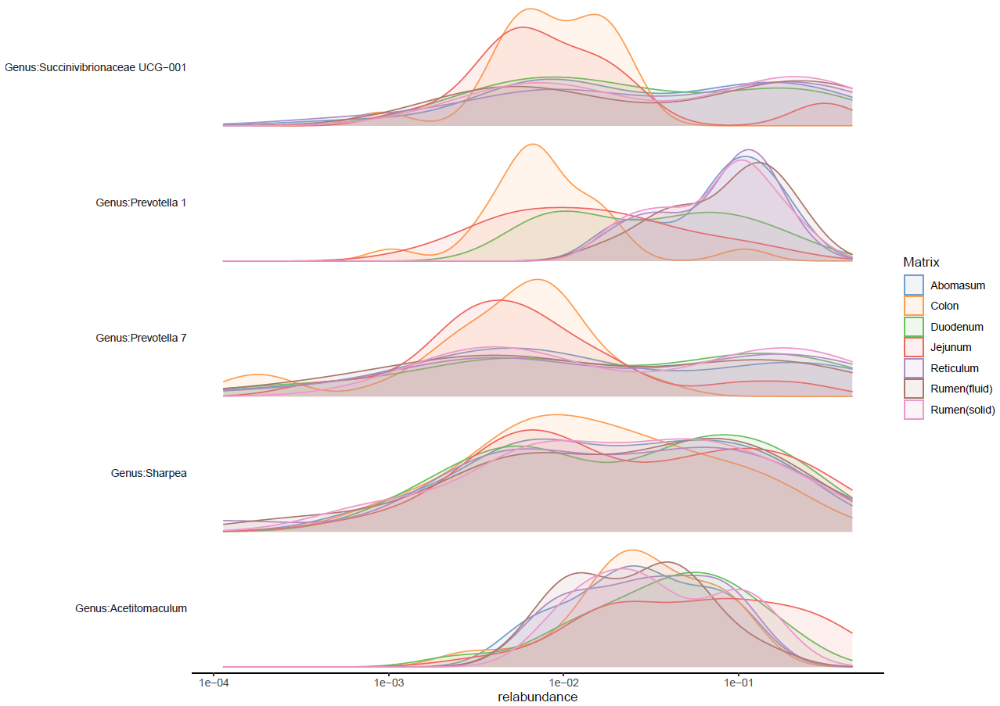 Genus:Succinivibrionaceae UCG−001
Genus:Prevotella 1
Genus:Prevotella 7
Genus:Sharpea
Genus:Acetitomaculum
1e−04 1e−03 1e−02 1e−01
relabundance
Matrix
Abomasum
Colon
Duodenum
Jejunum
Reticulum
Rumen(fluid)
Rumen(solid)